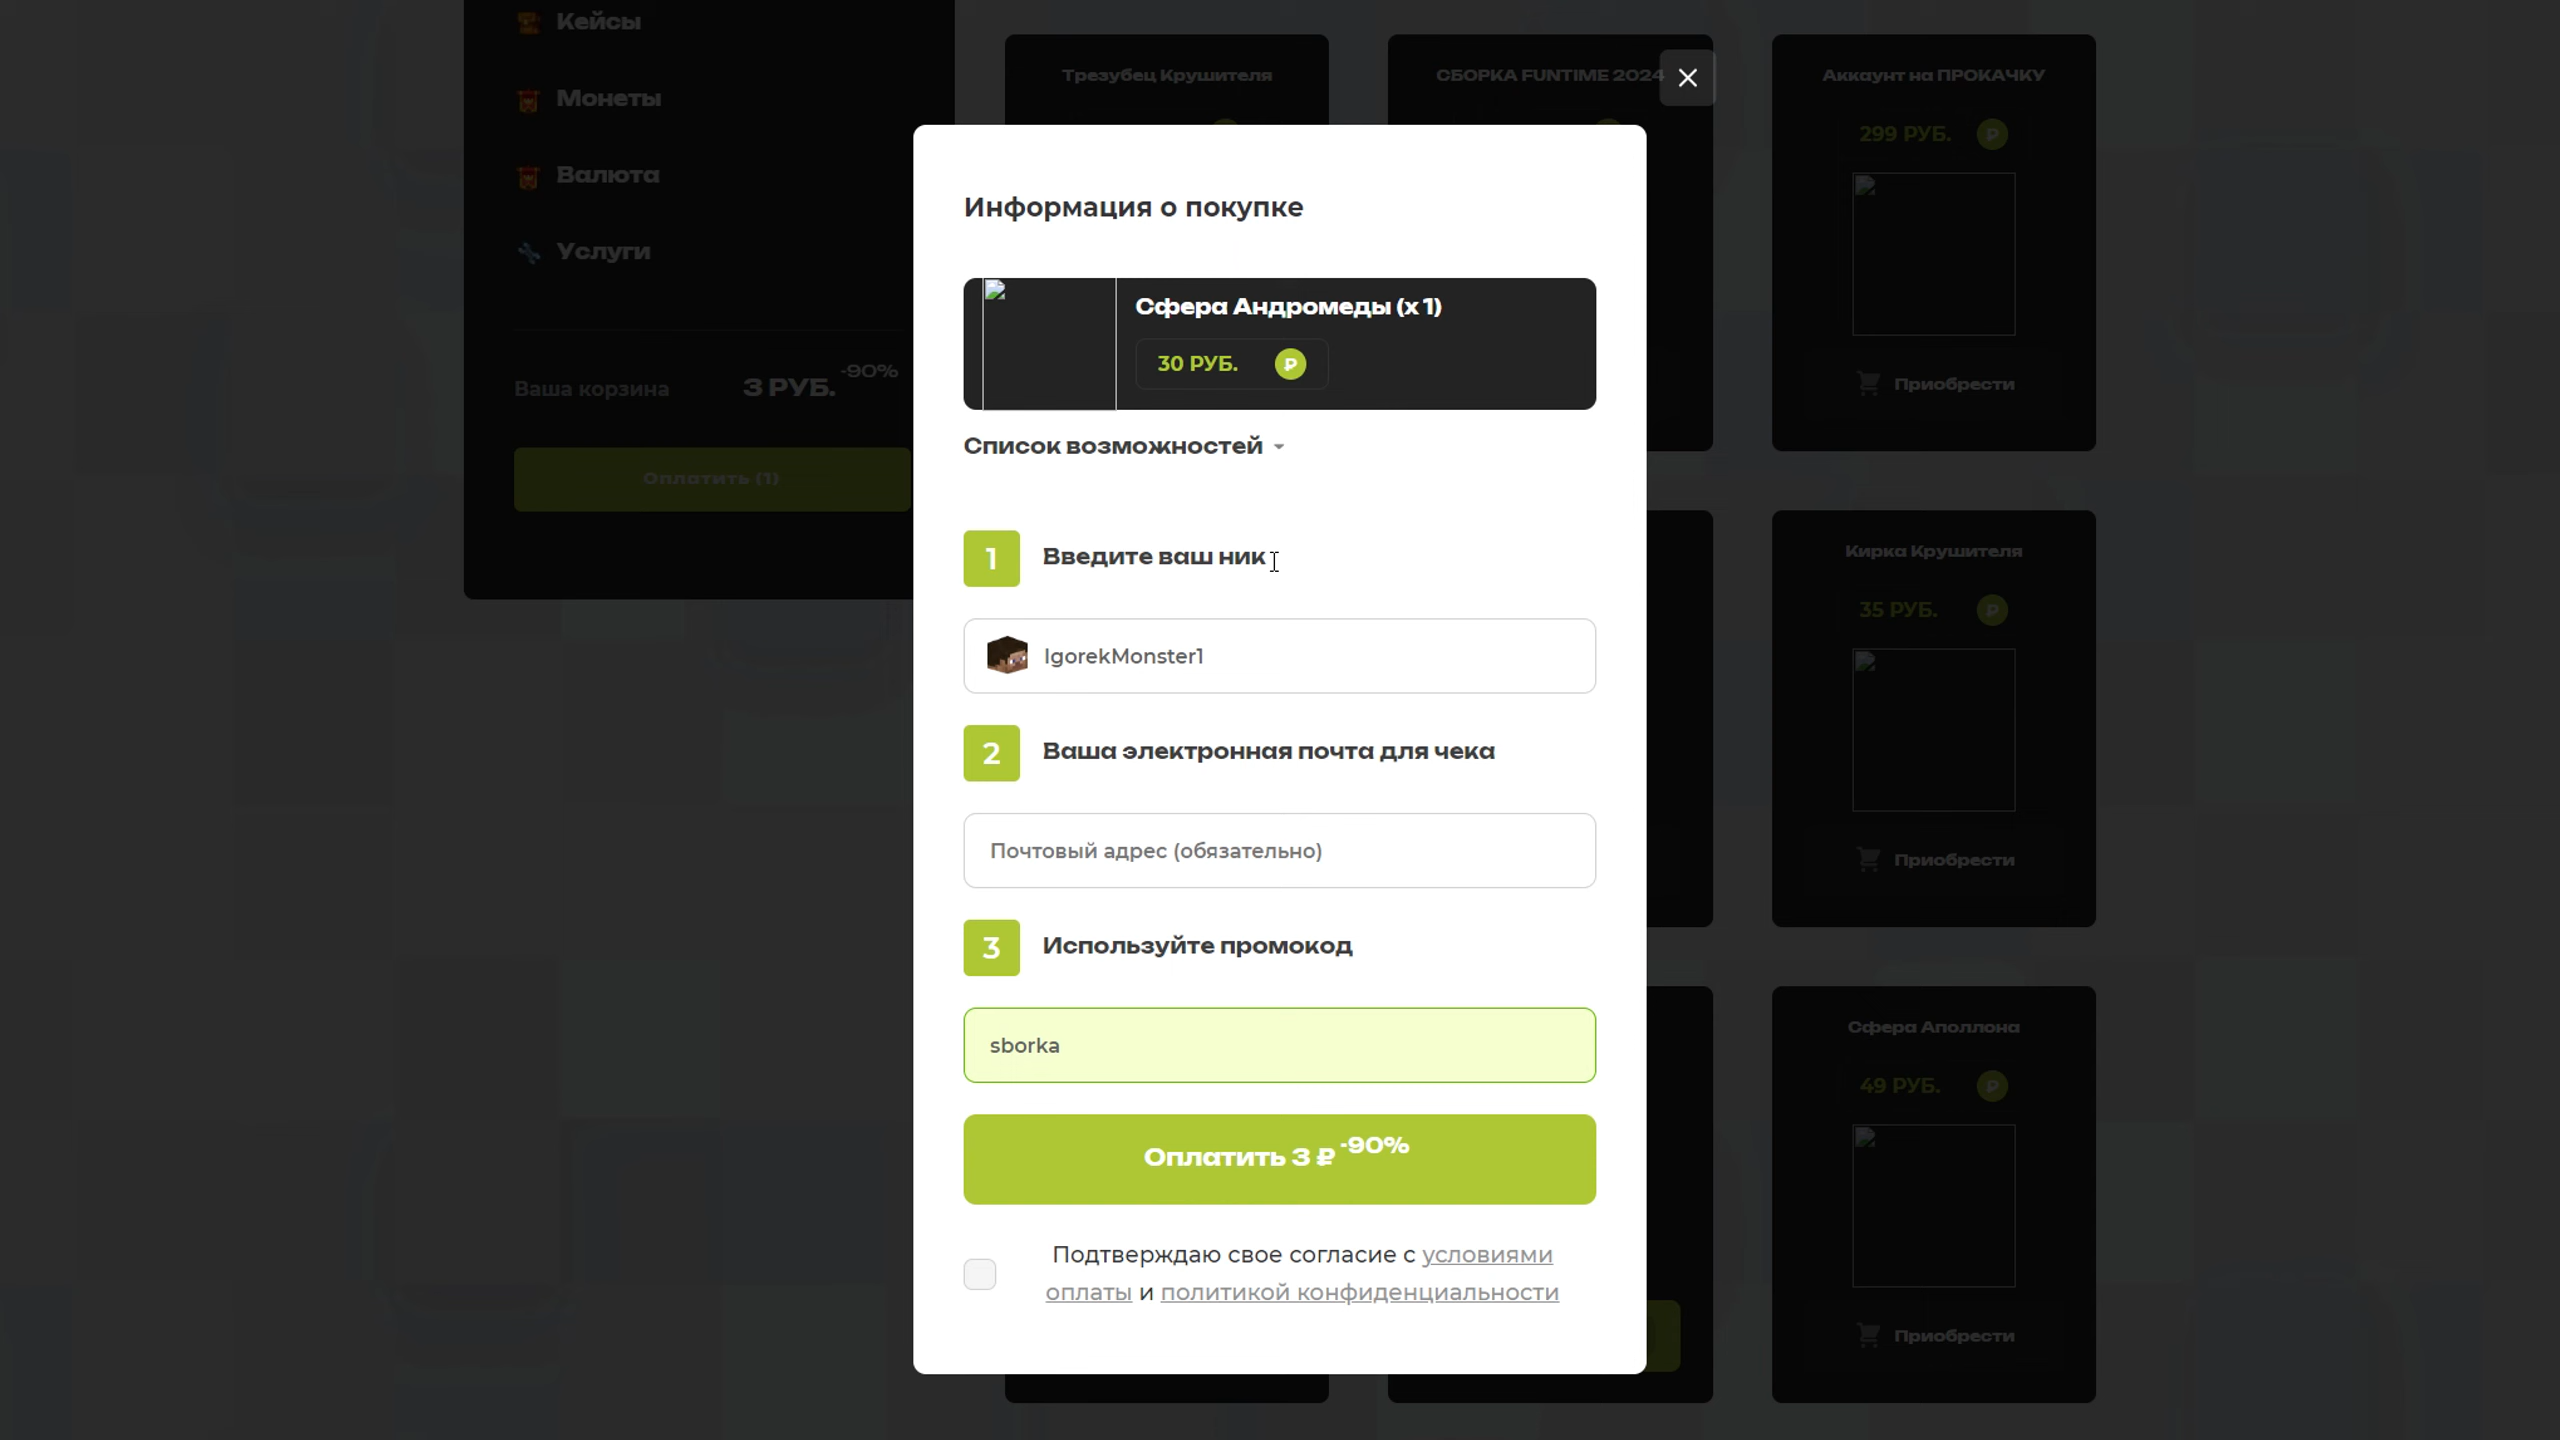 Кейсы
Монеты
Валюта
Услуги
Ваша корзина
3 РУБ. -90%
Оплатить (1)
Трезубец Крушителя
СБОРКА FUNTIME 2024
Аккаунт на ПРОКАЧКУ
299 РУБ.
Приобрести
Информация о покупке
Сфера Андромеды (x 1)
30 РУБ. ₽
Список возможностей
1 Введите ваш ник
IgorekMonster1
2 Ваша электронная почта для чека
Почтовый адрес (обязательно)
3 Используйте промокод
sborka
Оплатить 3 ₽ -90%
Подтверждаю свое согласие с условиями
оплаты и политикой конфиденциальности
Кирка Крушителя
35 РУБ.
Приобрести
Сфера Аполлона
49 РУБ.
Приобрести